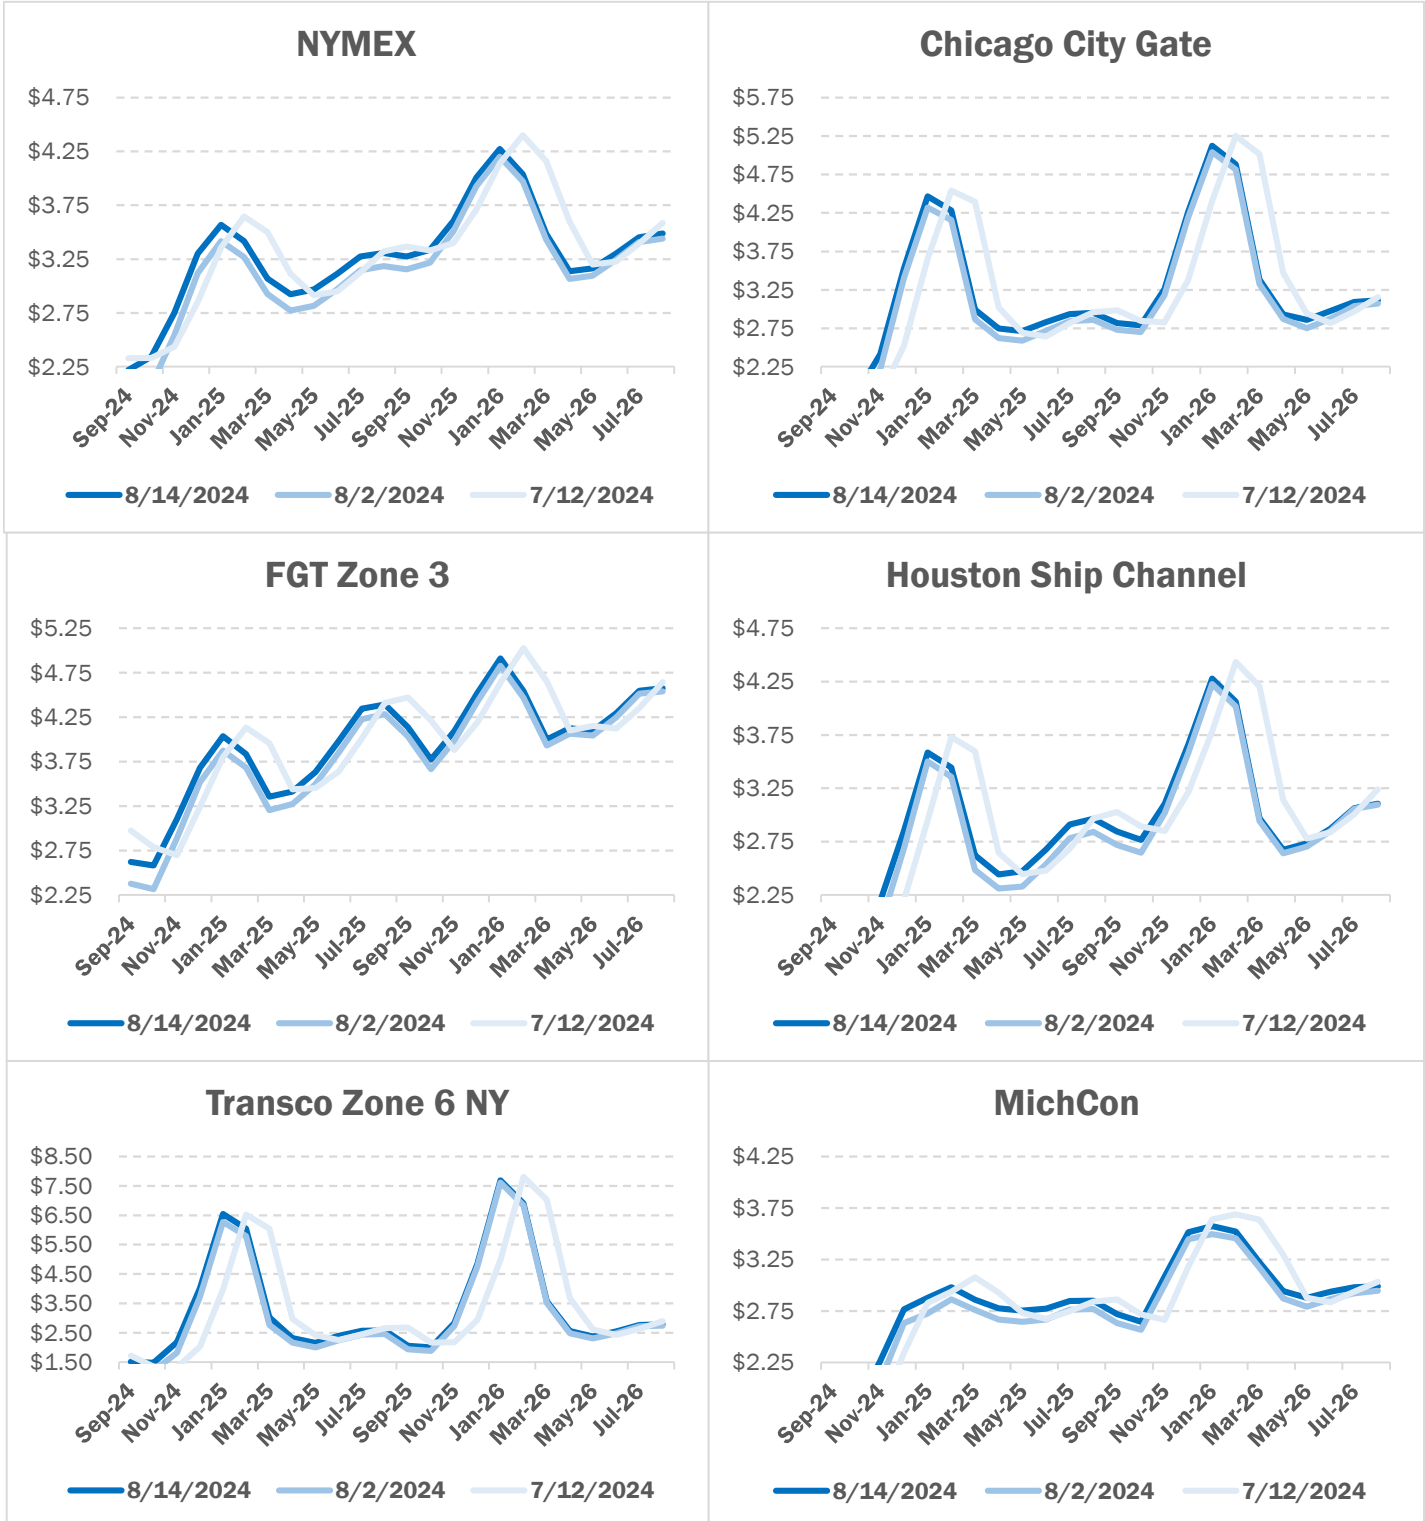 NYMEX
$4.75
$4.25
$3.75
$3.25
$2.75
$2.25
Sep-24 Nov-24 Jan-25 Mar-25 May-25 Jul-25 Sep-25 Nov-25 Jan-26 Mar-26 May-26 Jul-26
8/14/2024 8/2/2024 7/12/2024
Chicago City Gate
$5.75
$5.25
$4.75
$4.25
$3.75
$3.25
$2.75
$2.25
Sep-24 Nov-24 Jan-25 Mar-25 May-25 Jul-25 Sep-25 Nov-25 Jan-26 Mar-26 May-26 Jul-26
8/14/2024 8/2/2024 7/12/2024
FGT Zone 3
$5.25
$4.75
$4.25
$3.75
$3.25
$2.75
$2.25
Sep-24 Nov-24 Jan-25 Mar-25 May-25 Jul-25 Sep-25 Nov-25 Jan-26 Mar-26 May-26 Jul-26
8/14/2024 8/2/2024 7/12/2024
Houston Ship Channel
$4.75
$4.25
$3.75
$3.25
$2.75
$2.25
Sep-24 Nov-24 Jan-25 Mar-25 May-25 Jul-25 Sep-25 Nov-25 Jan-26 Mar-26 May-26 Jul-26
8/14/2024 8/2/2024 7/12/2024
Transco Zone 6 NY
$8.50
$7.50
$6.50
$5.50
$4.50
$3.50
$2.50
$1.50
Sep-24 Nov-24 Jan-25 Mar-25 May-25 Jul-25 Sep-25 Nov-25 Jan-26 Mar-26 May-26 Jul-26
8/14/2024 8/2/2024 7/12/2024
MichCon
$4.25
$3.75
$3.25
$2.75
$2.25
Sep-24 Nov-24 Jan-25 Mar-25 May-25 Jul-25 Sep-25 Nov-25 Jan-26 Mar-26 May-26 Jul-26
8/14/2024 8/2/2024 7/12/2024